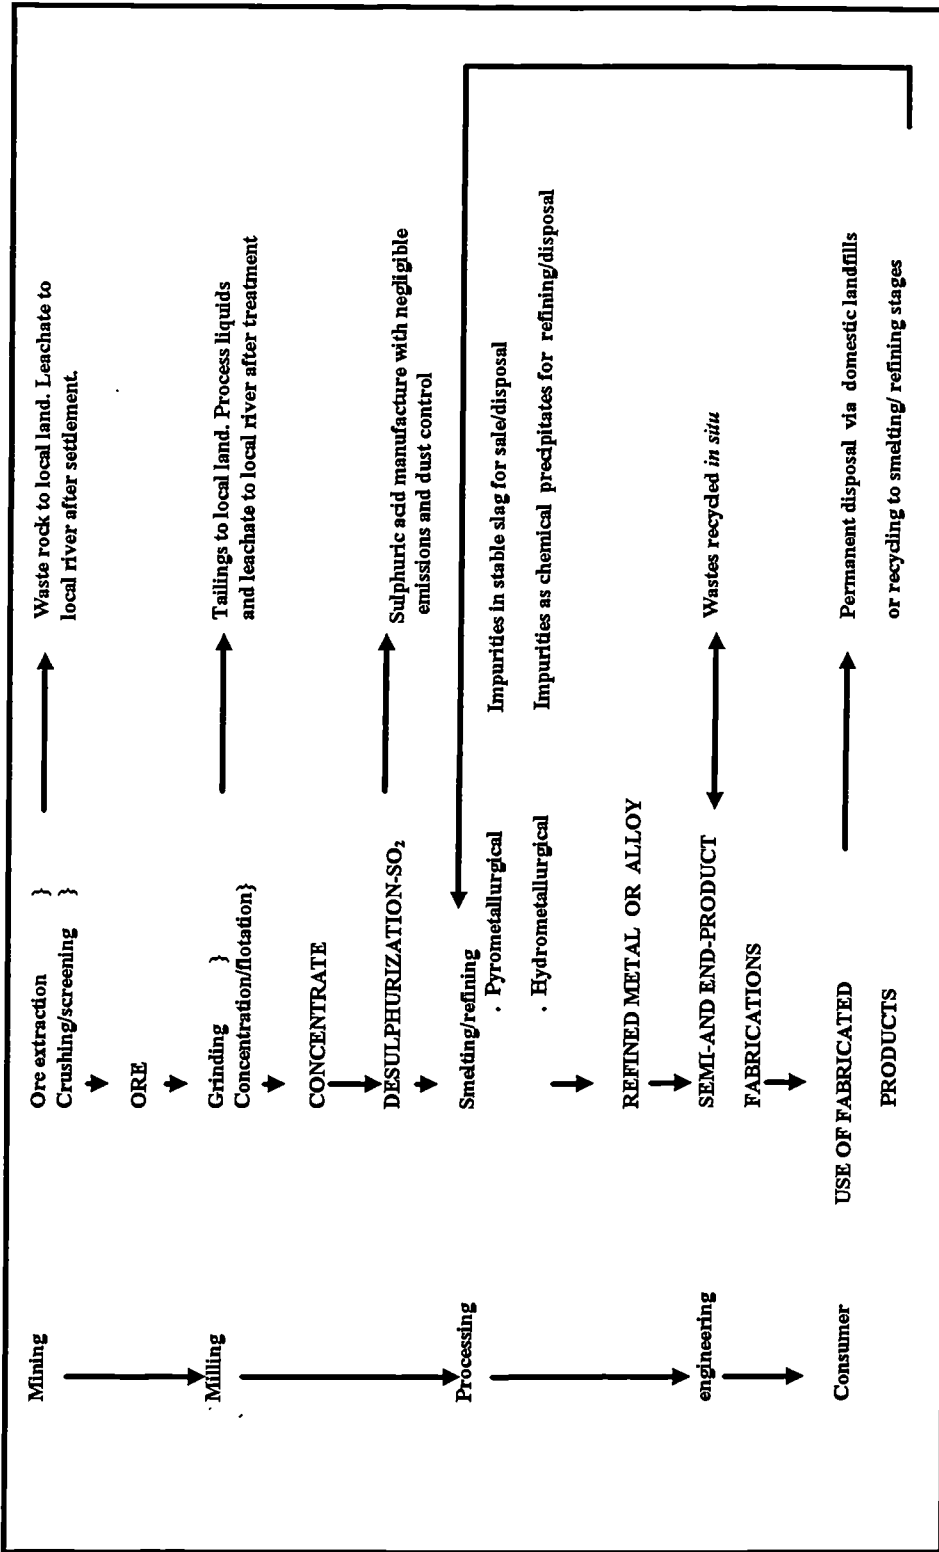 Mining
Ore extraction }
Crushing/screening }
Waste rock to local land. Leachate to
local river after settlement.
ORE
Milling
Grinding }
Concentration/flotation}
Tailings to local land. Process liquids
and leachate to local river after treatment
CONCENTRATE
DESULPHURIZATION-SO₂
Sulphuric acid manufacture with negligible
emissions and dust control
Processing
Smelting/refining
. Pyrometallurgical
Impurities in stable slag for sale/disposal
. Hydrometallurgical
Impurities as chemical precipitates for refining/disposal
REFINED METAL OR ALLOY
engineering
SEMI-AND END-PRODUCT
FABRICATIONS
Wastes recycled in situ
Consumer
USE OF FABRICATED
PRODUCTS
Permanent disposal via domestic landfills
or recycling to smelting/ refining stages